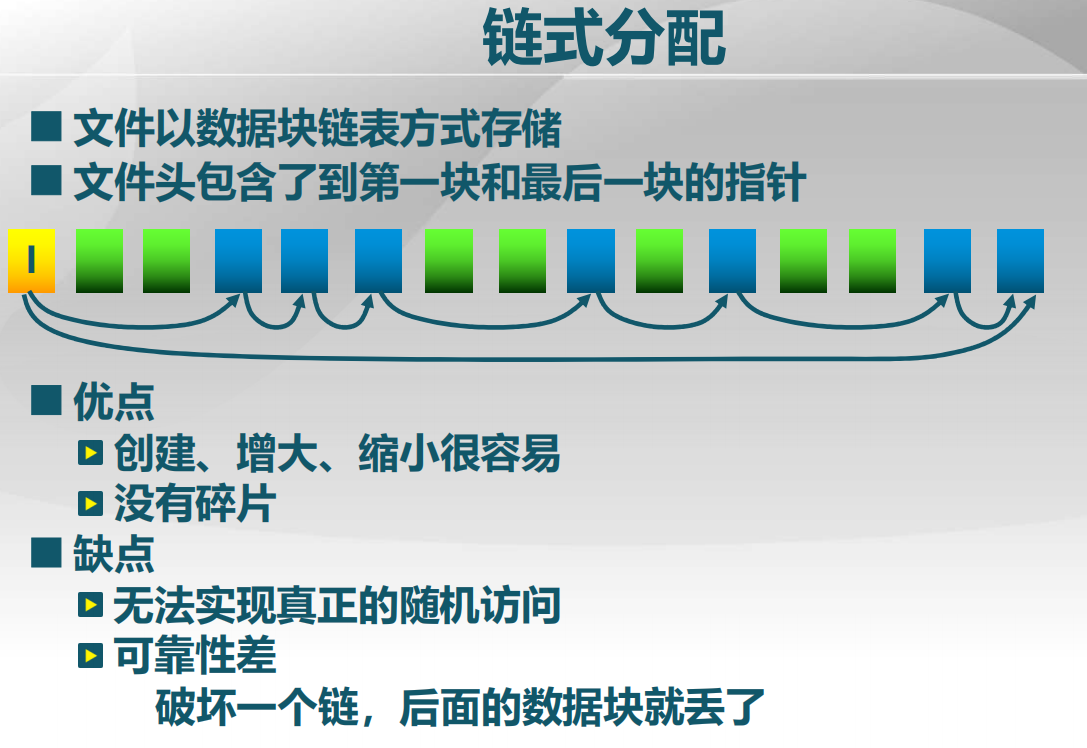 链式分配
文件以数据块链表方式存储
文件头包含了到第一块和最后一块的指针
I
优点
创建、增大、缩小很容易
没有碎片
缺点
无法实现真正的随机访问
可靠性差
破坏一个链，后面的数据块就丢了